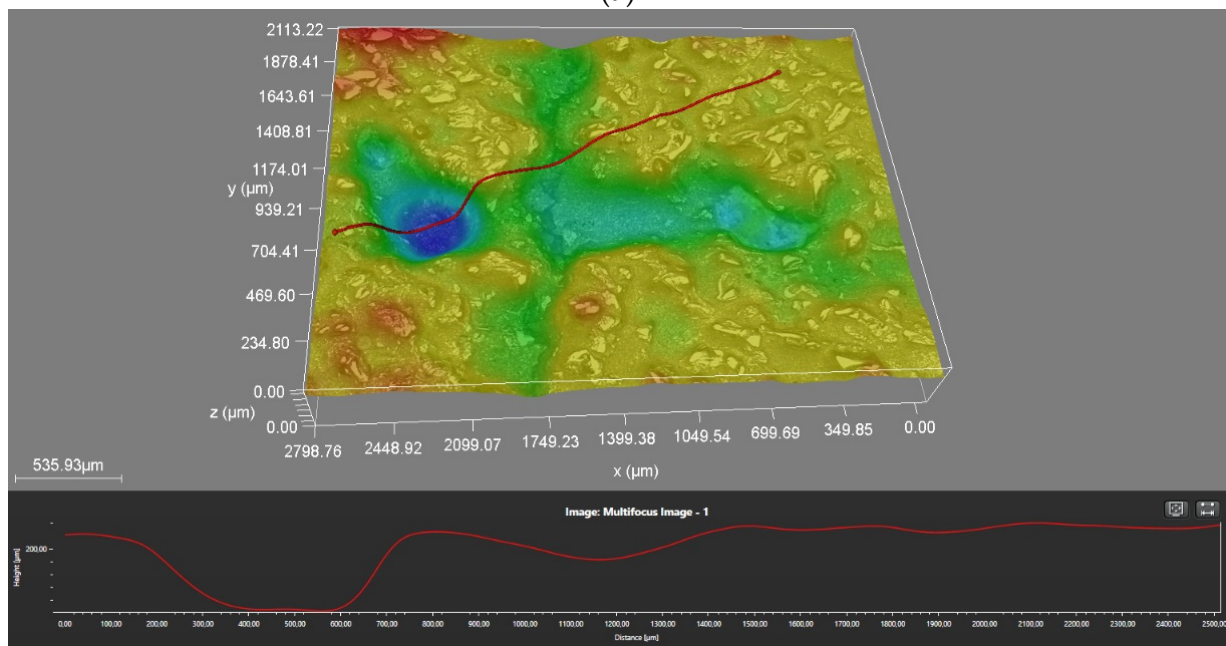 2113.22
1878.41
1643.61
1408.81
1174.01
y (µm)
939.21
704.41
469.60
234.80
0.00
z (µm)
0.00
2798.76 2448.92 2099.07 1749.23 1399.38 1049.54 699.69 349.85 0.00
x (µm)
535.93µm
Image: Multifocus Image - 1
Height [µm]
200,00
0,00 100,00 200,00 300,00 400,00 500,00 600,00 700,00 800,00 900,00 1000,00 1100,00 1200,00 1300,00 1400,00 1500,00 1600,00 1700,00 1800,00 1900,00 2000,00 2100,00 2200,00 2300,00 2400,00 2500,00
Distance [µm]